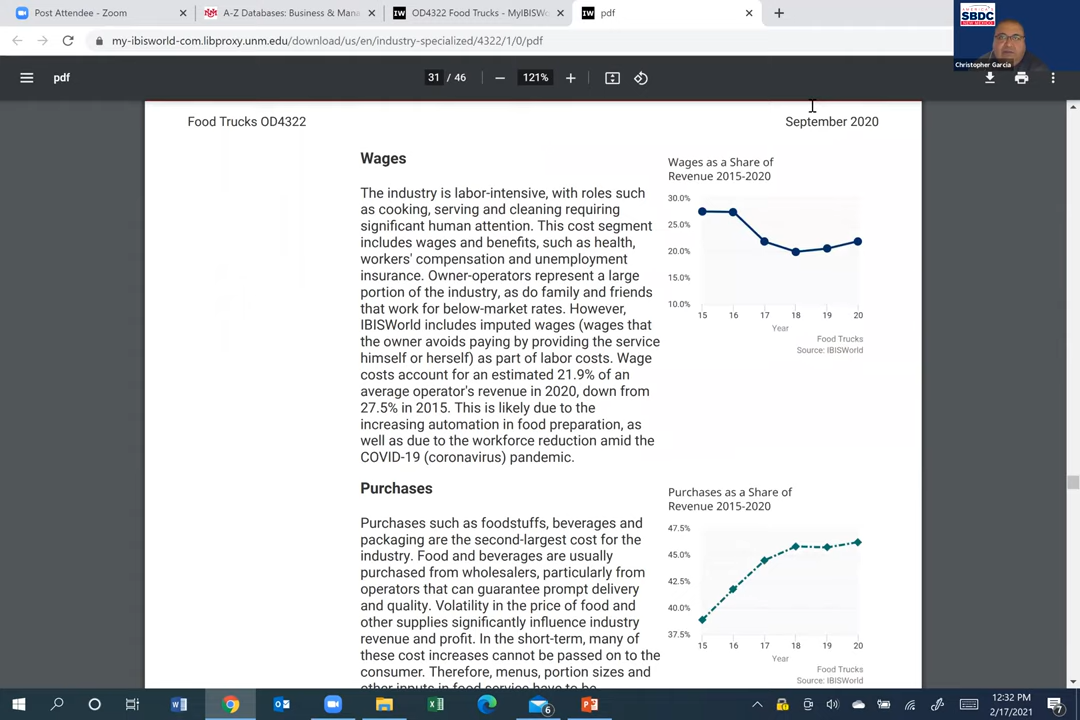 Post Attendee - Zoom
A-Z Databases: Business & Mana
OD4322 Food Trucks - MyIBISWo
pdf
my-ibisworld-com.libproxy.unm.edu/download/us/en/industry-specialized/4322/1/0/pdf
AMERICA'S
SBDC
NEW MEXICO
Christopher Garcia
pdf
31 / 46
121%
Food Trucks OD4322
September 2020
Wages
The industry is labor-intensive, with roles such
as cooking, serving and cleaning requiring
significant human attention. This cost segment
includes wages and benefits, such as health,
workers' compensation and unemployment
insurance. Owner-operators represent a large
portion of the industry, as do family and friends
that work for below-market rates. However,
IBISWorld includes imputed wages (wages that
the owner avoids paying by providing the service
himself or herself) as part of labor costs. Wage
costs account for an estimated 21.9% of an
average operator's revenue in 2020, down from
27.5% in 2015. This is likely due to the
increasing automation in food preparation, as
well as due to the workforce reduction amid the
COVID-19 (coronavirus) pandemic.
Wages as a Share of
Revenue 2015-2020
30.0%
25.0%
20.0%
15.0%
10.0%
15 16 17 18 19 20
Year
Food Trucks
Source: IBISWorld
Purchases
Purchases such as foodstuffs, beverages and
packaging are the second-largest cost for the
industry. Food and beverages are usually
purchased from wholesalers, particularly from
operators that can guarantee prompt delivery
and quality. Volatility in the price of food and
other supplies significantly influence industry
revenue and profit. In the short-term, many of
these cost increases cannot be passed on to the
consumer. Therefore, menus, portion sizes and
other inputs in food service have to be
Purchases as a Share of
Revenue 2015-2020
47.5%
45.0%
42.5%
40.0%
37.5%
15 16 17 18 19 20
Year
Food Trucks
Source: IBISWorld
6
12:32 PM
2/17/2021
7